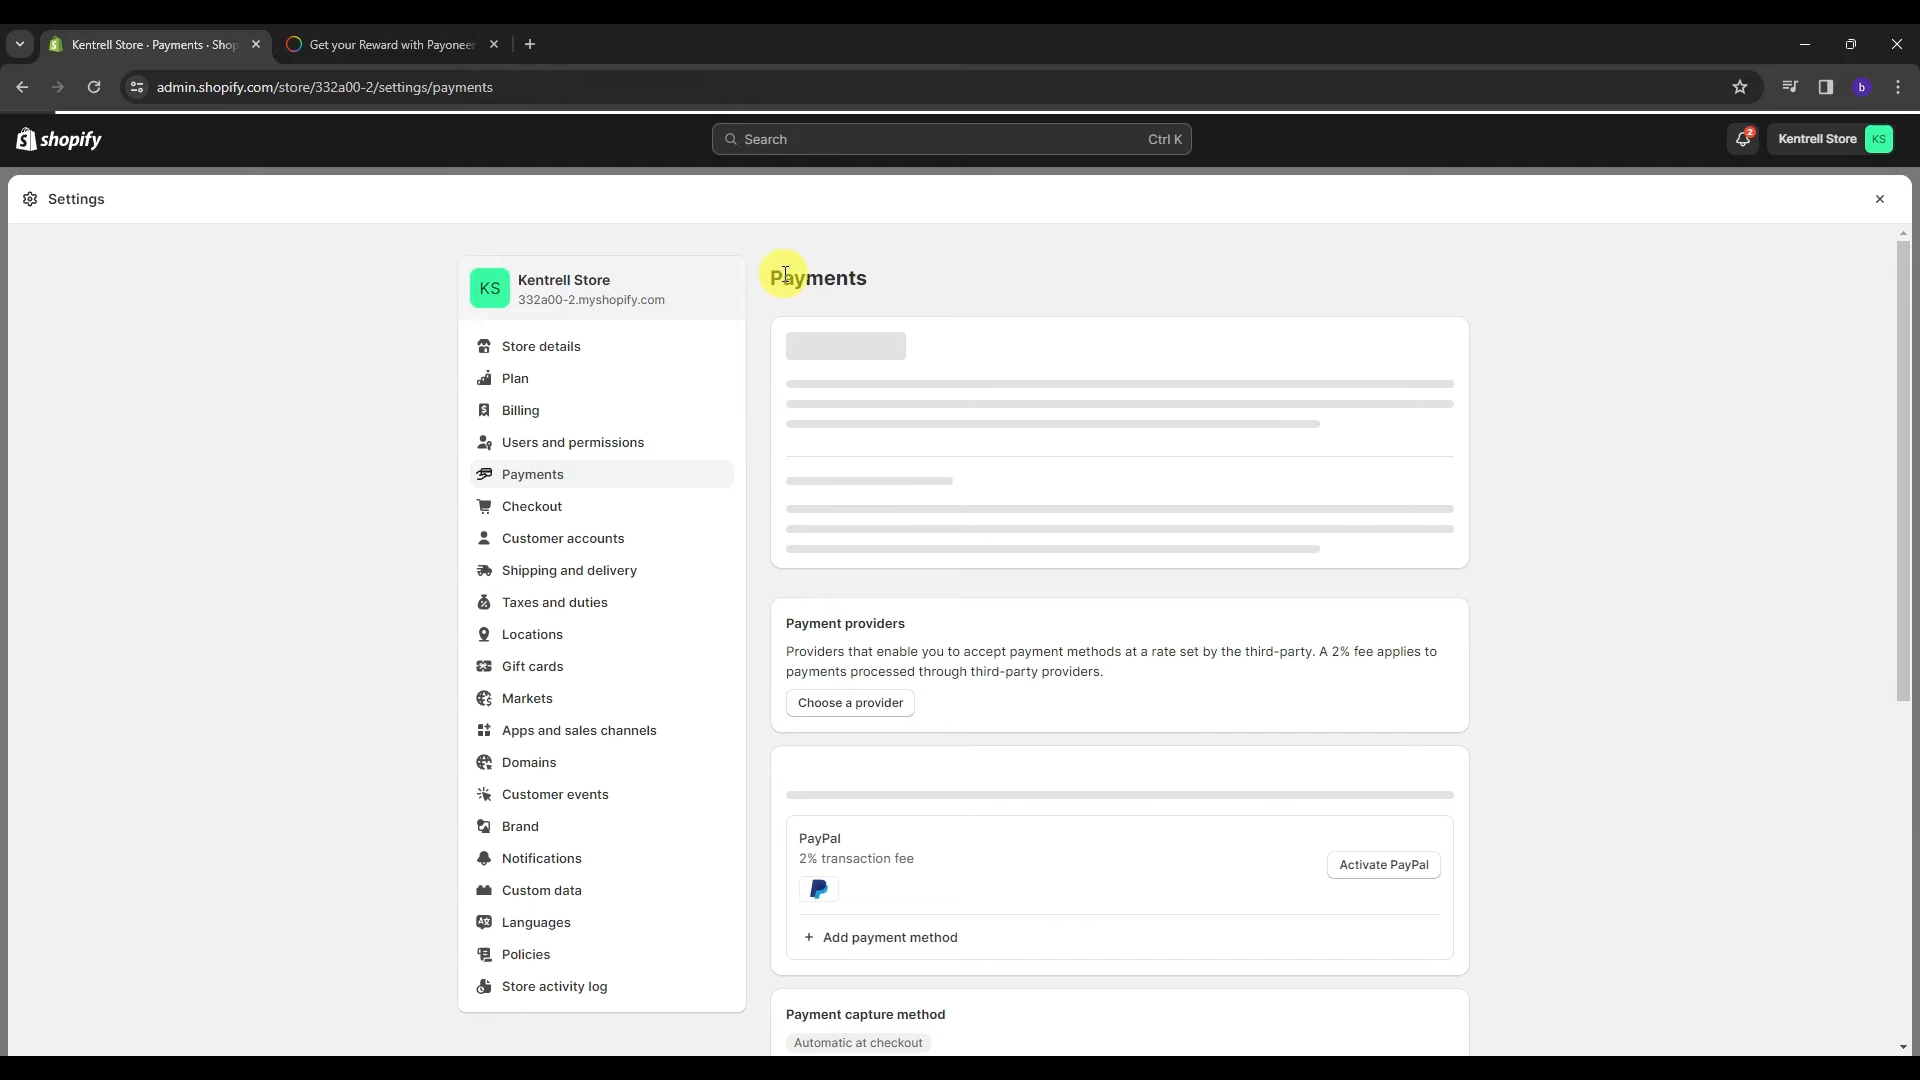 Kentrell Store · Payments · Shop
Get your Reward with Payoneer
admin.shopify.com/store/332a00-2/settings/payments
b
shopify
Search
Ctrl K
2
Kentrell Store
KS
Settings
KS
Kentrell Store
332a00-2.myshopify.com
Store details
Plan
Billing
Users and permissions
Payments
Checkout
Customer accounts
Shipping and delivery
Taxes and duties
Locations
Gift cards
Markets
Apps and sales channels
Domains
Customer events
Brand
Notifications
Custom data
Languages
Policies
Store activity log
Payments
Payment providers
Providers that enable you to accept payment methods at a rate set by the third-party. A 2% fee applies to
payments processed through third-party providers.
Choose a provider
PayPal
2% transaction fee
Activate PayPal
+ Add payment method
Payment capture method
Automatic at checkout